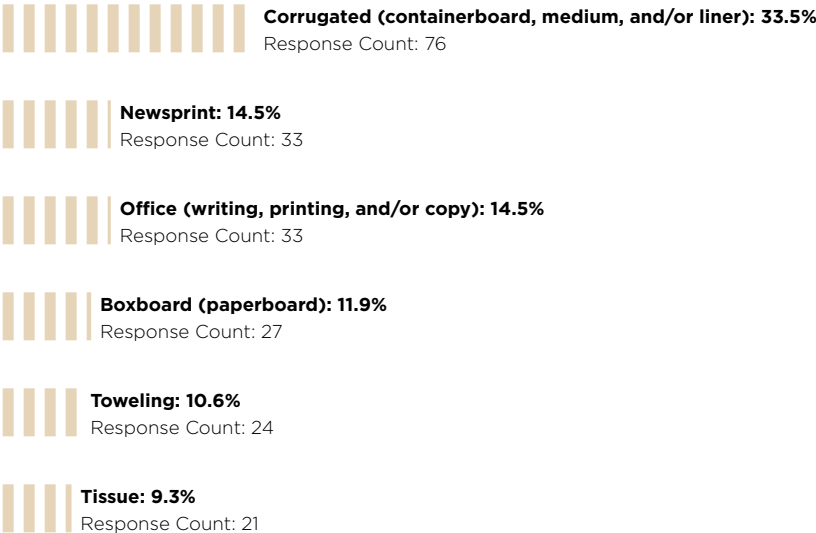 Corrugated (containerboard, medium, and/or liner): 33.5%
Response Count: 76
Newsprint: 14.5%
Response Count: 33
Office (writing, printing, and/or copy): 14.5%
Response Count: 33
Boxboard (paperboard): 11.9%
Response Count: 27
Toweling: 10.6%
Response Count: 24
Tissue: 9.3%
Response Count: 21